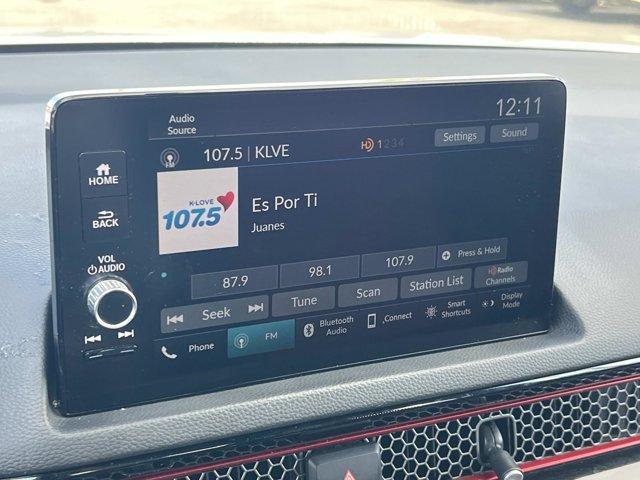 12:11
Audio
Source
Settings
Sound
FM
107.5 | KLVE
HD 1 2 3 4
HOME
BACK
VOL
AUDIO
K-LOVE
107.5
Es Por Ti
Juanes
87.9
98.1
107.9
Press & Hold
Seek
Tune
Scan
Station List
HD Radio
Channels
Phone
FM
Bluetooth
Audio
Connect
Smart
Shortcuts
Display
Mode